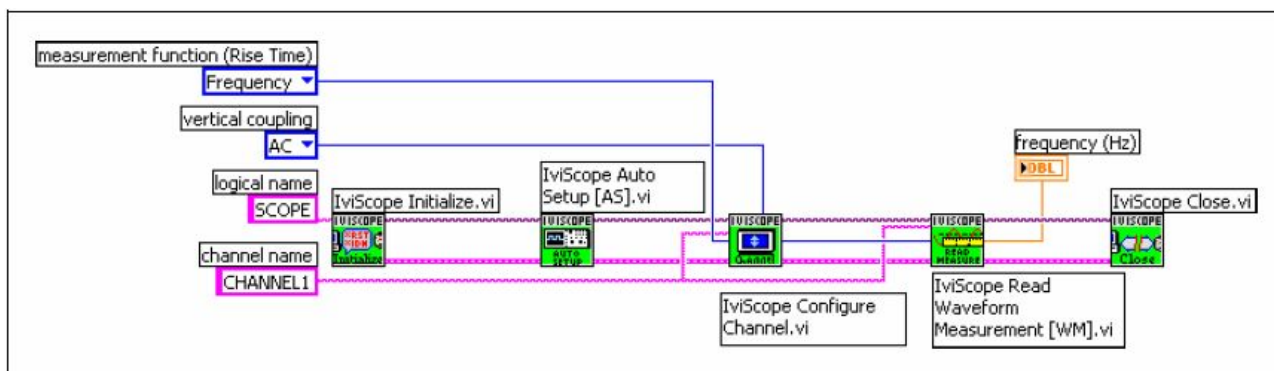 measurement function (Rise Time)
Frequency
vertical coupling
AC
logical name
SCOPE
channel name
CHANNEL1
IviScope Initialize.vi
IVISCOPE
Initialize
IviScope Auto
Setup [AS].vi
IVISCOPE
AUTO
SETUP
IVISCOPE
Channel
IviScope Configure
Channel.vi
frequency (Hz)
DBL
IVISCOPE
READ
MEASURE
IviScope Read
Waveform
Measurement [WM].vi
IviScope Close.vi
IVISCOPE
Close